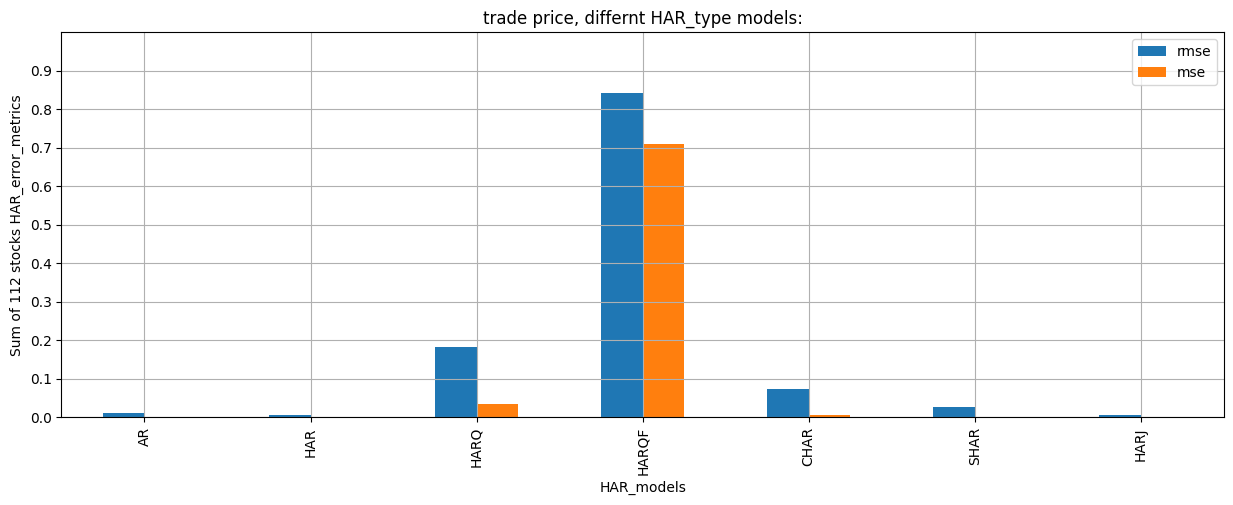 trade price, differnt HAR_type models:
rmse
mse
Sum of 112 stocks HAR_error_metrics
0.9
0.8
0.7
0.6
0.5
0.4
0.3
0.2
0.1
0.0
AR
HAR
HARQ
HARQF
CHAR
SHAR
HARJ
HAR_models